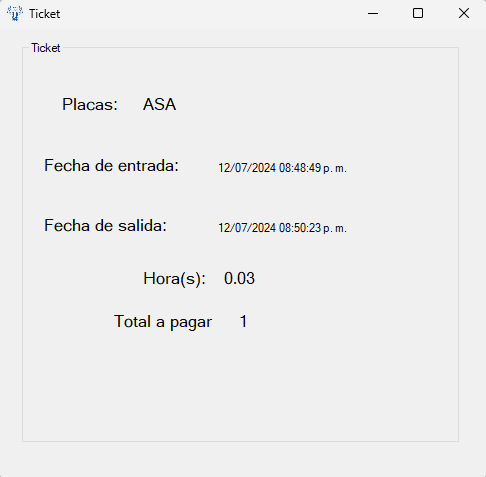 Ticket
Ticket
Placas: ASA
Fecha de entrada: 12/07/2024 08:48:49 p. m.
Fecha de salida: 12/07/2024 08:50:23 p. m.
Hora(s): 0.03
Total a pagar 1